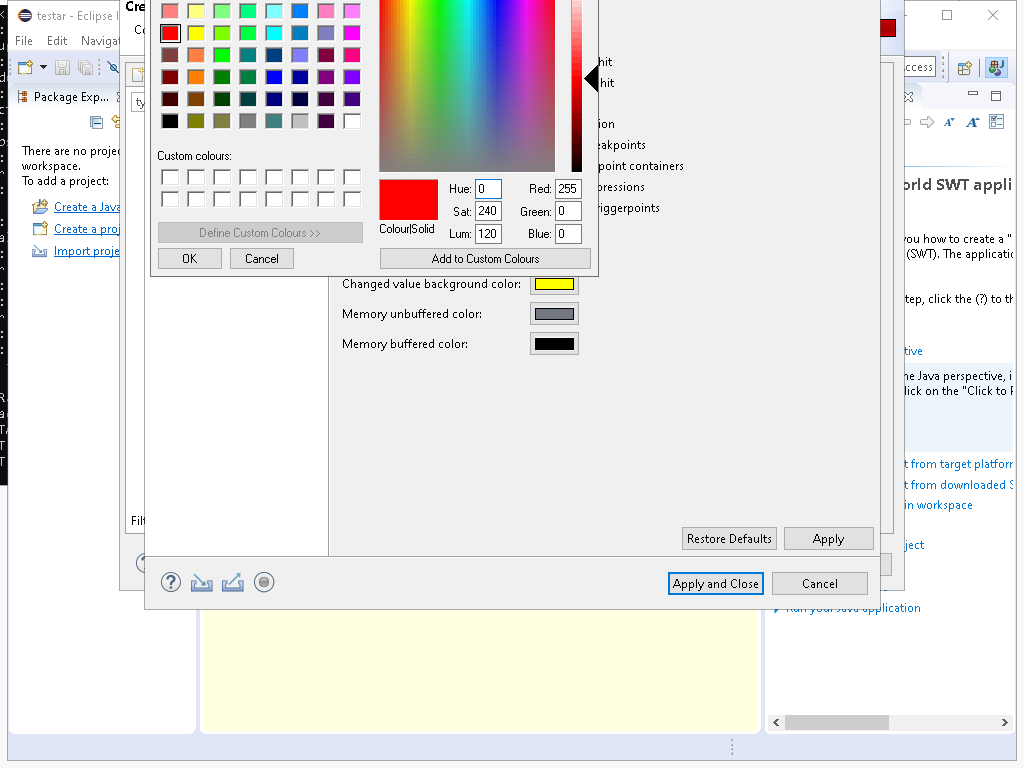 testar - Eclipse I
Cre
File Edit Navigat
Package Exp...
There are no proje
workspace.
To add a project:
Create a Java
Create a proj
Import proje
Custom colours:
Define Custom Colours >>
OK
Cancel
Hue: 0
Red: 255
Sat: 240
Green: 0
Colour|Solid
Lum: 120
Blue: 0
Add to Custom Colours
hit
hit
ion
eakpoints
point containers
pressions
riggerpoints
Changed value background color:
Memory unbuffered color:
Memory buffered color:
Restore Defaults
Apply
Apply and Close
Cancel
Filt
ccess
orld SWT appli
you how to create a "
(SWT). The applicatio
tep, click the (?) to th
tive
he Java perspective, i
lick on the "Click to P
t from target platform
t from downloaded S
in workspace
ject
Run your Java application